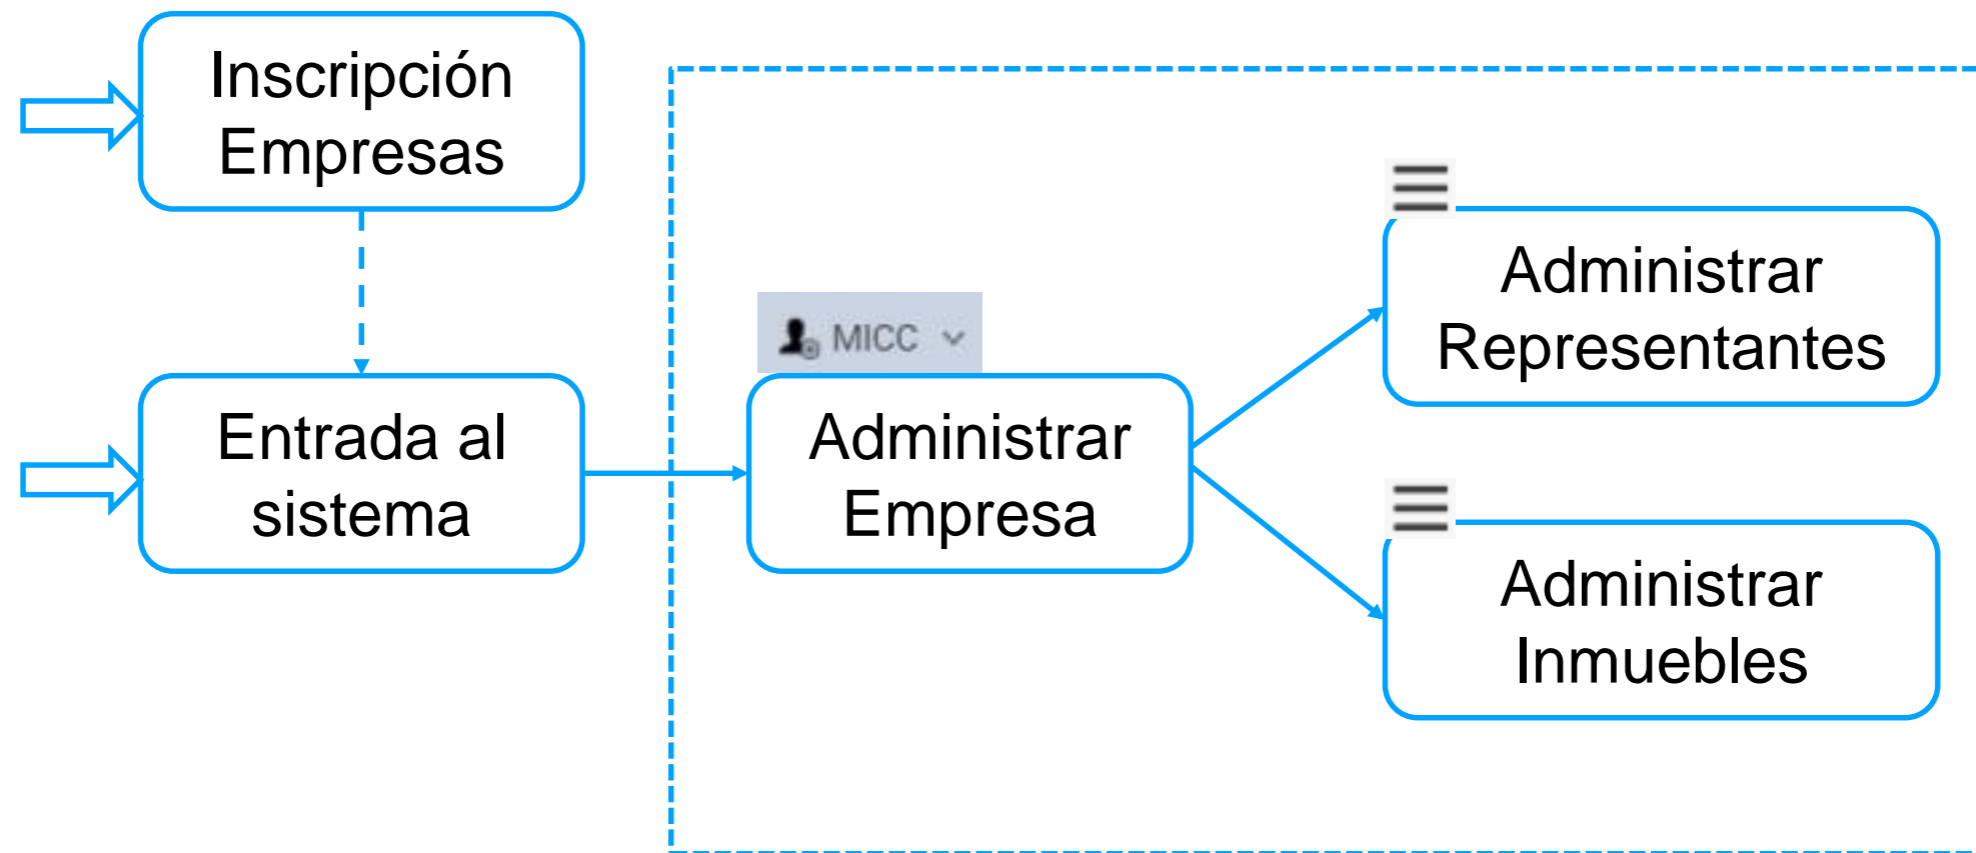 Inscripción
Empresas
Entrada al
sistema
MICC
Administrar
Empresa
Administrar
Representantes
Administrar
Inmuebles